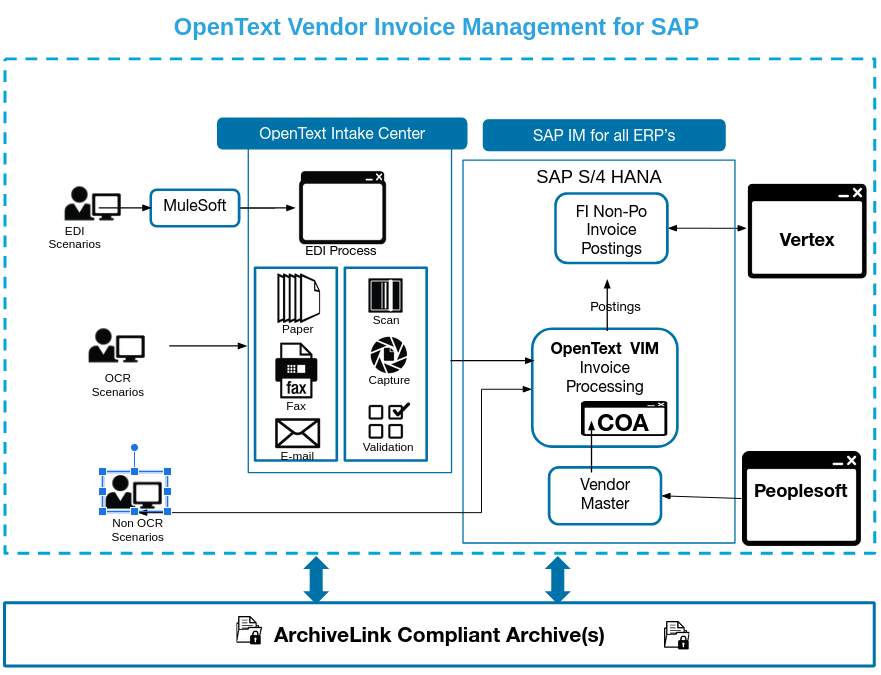 OpenText Vendor Invoice Management for SAP
OpenText Intake Center
SAP IM for all ERP's
SAP S/4 HANA
EDI
Scenarios
MuleSoft
EDI Process
FI Non-Po
Invoice
Postings
Vertex
Paper
Scan
Postings
OCR
Scenarios
fax
Fax
Capture
OpenText VIM
Invoice
Processing
COA
E-mail
Validation
Non OCR
Scenarios
Vendor
Master
Peoplesoft
ArchiveLink Compliant Archive(s)